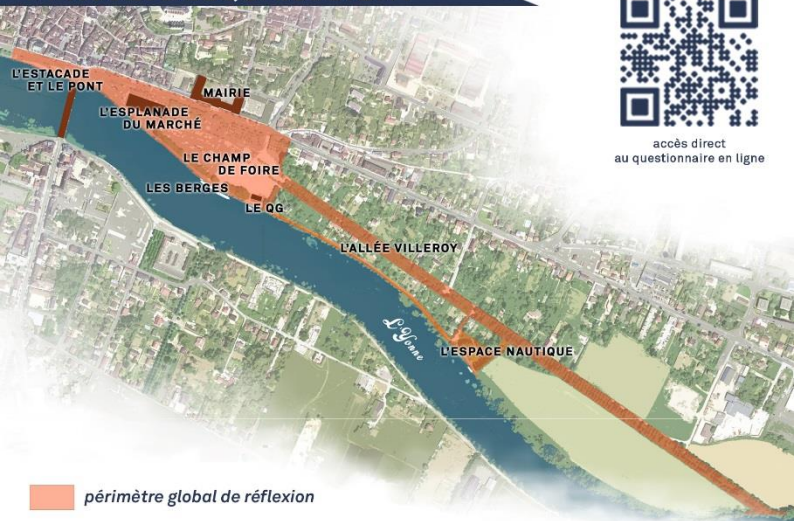 accès direct
au questionnaire en ligne
L'ESTACADE
ET LE PONT
MAIRIE
L'ESPLANADE
DU MARCHÉ
LE CHAMP
DE FOIRE
LES BERGES
LE QG
L'ALLÉE VILLEROY
L'Yonne
L'ESPACE NAUTIQUE
périmètre global de réflexion